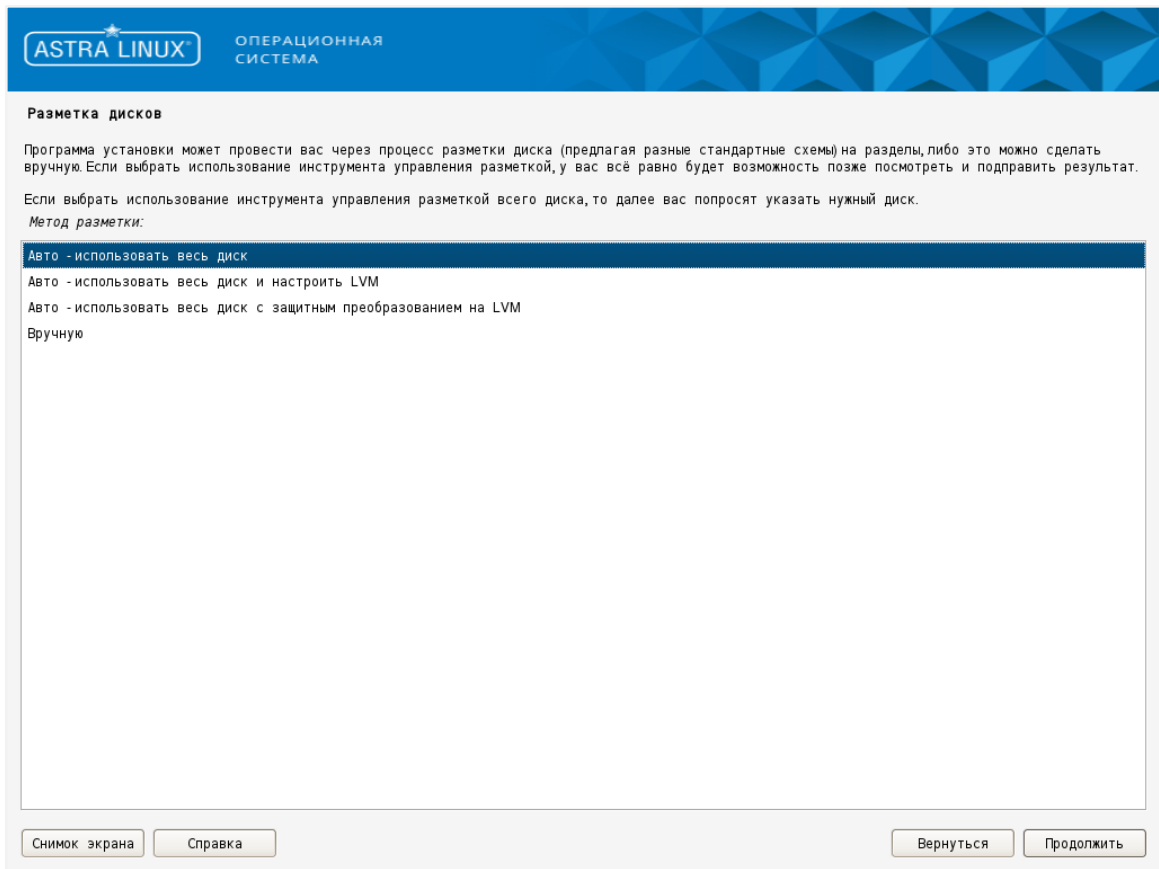 ASTRA LINUX®
ОПЕРАЦИОННАЯ
СИСТЕМА
Разметка дисков
Программа установки может провести вас через процесс разметки диска (предлагая разные стандартные схемы) на разделы, либо это можно сделать
вручную. Если выбрать использование инструмента управления разметкой, у вас всё равно будет возможность позже посмотреть и подправить результат.
Если выбрать использование инструмента управления разметкой всего диска, то далее вас попросят указать нужный диск.
Метод разметки:
Авто - использовать весь диск
Авто - использовать весь диск и настроить LVM
Авто - использовать весь диск с защитным преобразованием на LVM
Вручную
Снимок экрана
Справка
Вернуться
Продолжить